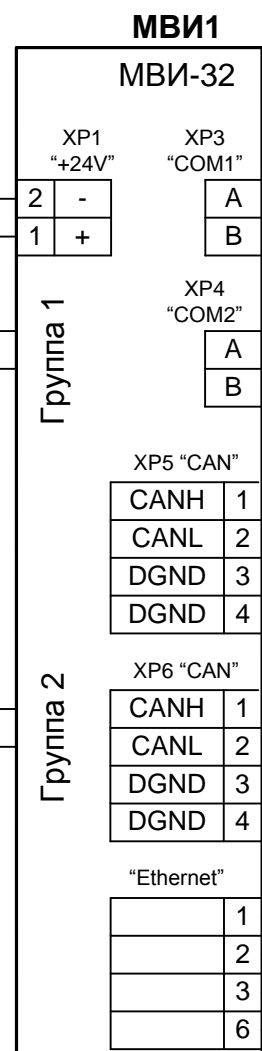 МВИ1
МВИ-32
XP1
“+24V”
2 -
1 +
XP3
“COM1”
A
B
Группа 1
XP4
“COM2”
A
B
XP5 “CAN”
CANH 1
CANL 2
DGND 3
DGND 4
Группа 2
XP6 “CAN”
CANH 1
CANL 2
DGND 3
DGND 4
“Ethernet”
1
2
3
6